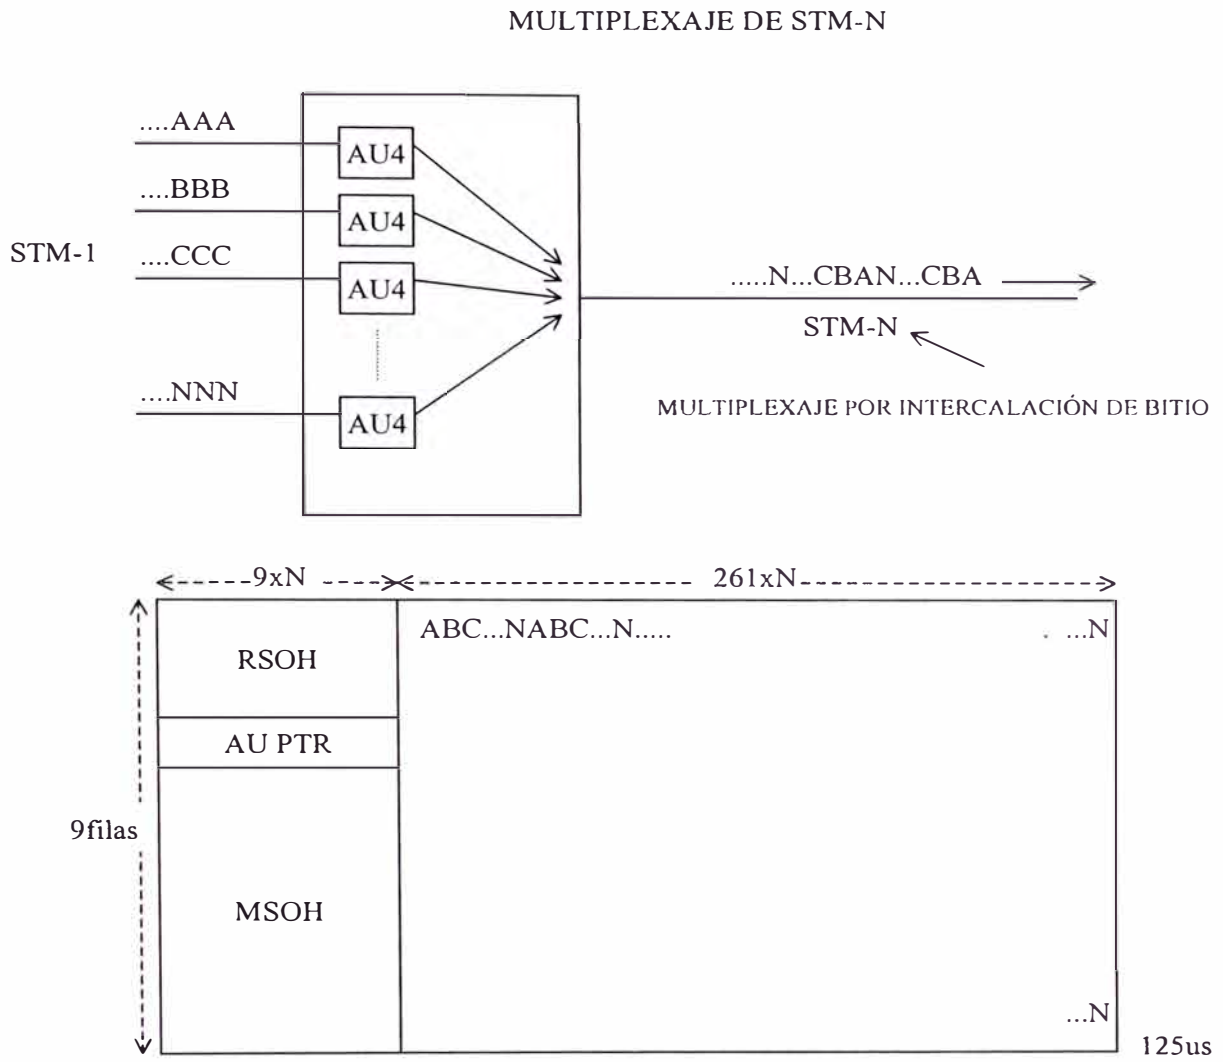 MULTIPLEXAJE DE STM-N
....AAA
AU4
....BBB
AU4
STM-1
....CCC
AU4
.....N...CBAN...CBA
STM-N
....NNN
AU4
MULTIPLEXAJE POR INTERCALACIÓN DE BITIO
9xN
261xN
ABC...NABC...N.....
. ...N
RSOH
AU PTR
9filas
MSOH
...N
125us